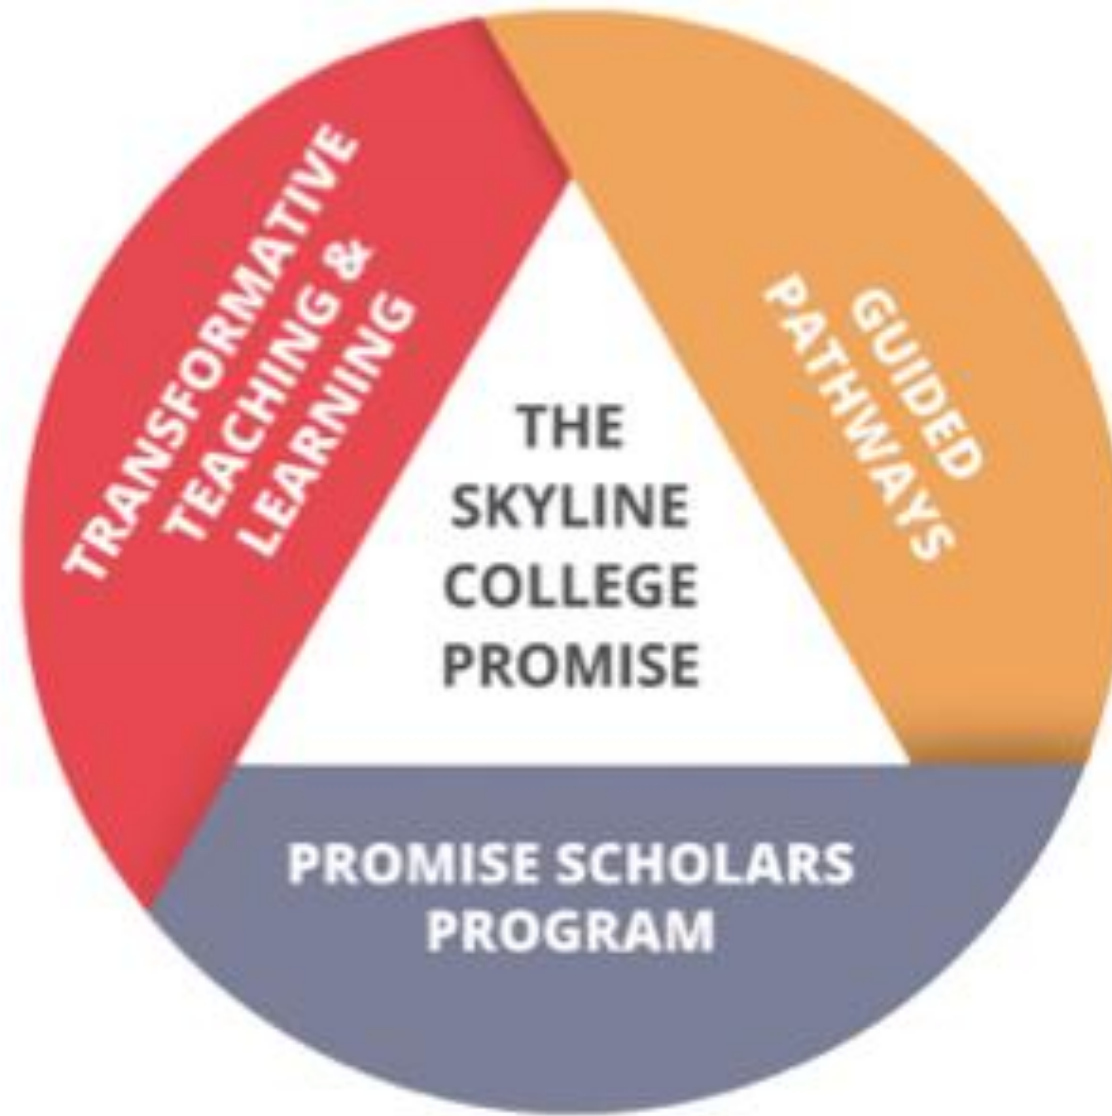 TRANSFORMATIVE
TEACHING &
LEARNING
GUIDED
PATHWAYS
THE
SKYLINE
COLLEGE
PROMISE
PROMISE SCHOLARS
PROGRAM